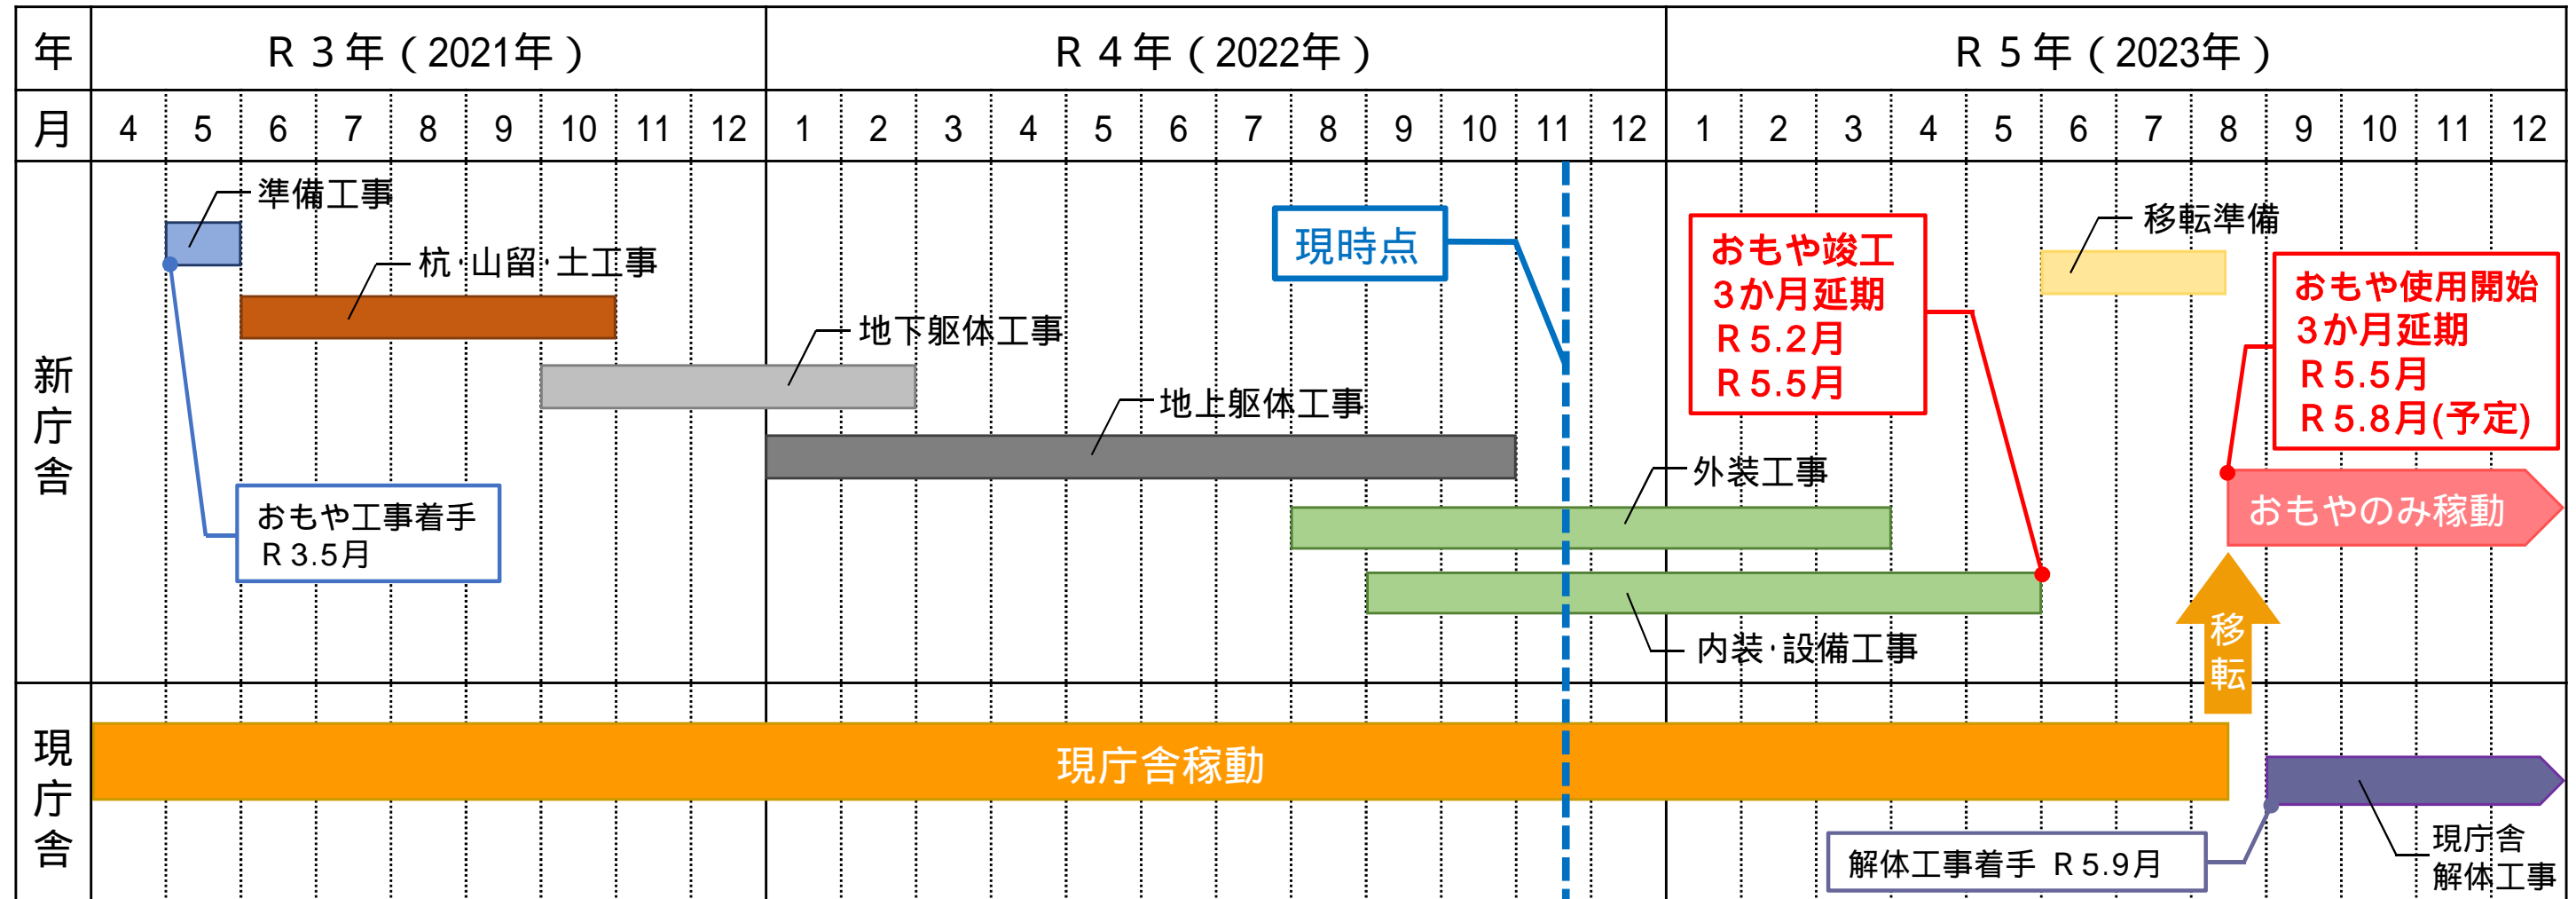 年 R3年(2021年) R4年(2022年) R5年(2023年)
月 4 5 6 7 8 9 10 11 12 1 2 3 4 5 6 7 8 9 10 11 12 1 2 3 4 5 6 7 8 9 10 11 12
新庁舎
準備工事
杭・山留・土工事
おもや工事着手
R3.5月
地下躯体工事
地上躯体工事
現時点
外装工事
内装・設備工事
おもや竣工
3か月延期
R5.2月
R5.5月
移転準備
おもや使用開始
3か月延期
R5.5月
R5.8月(予定)
おもやのみ稼動
移転
現庁舎
現庁舎稼動
解体工事着手 R5.9月
現庁舎
解体工事